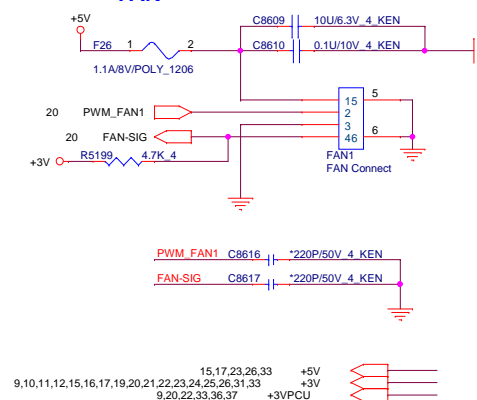 +5V
C8609 10U/6.3V_4_KEN
F26 1 2 C8610 0.1U/10V_4_KEN
1.1A/8V/POLY_1206
15 5
20 PWM_FAN1 2
3
20 FAN-SIG 46 6
+3V R5199 4.7K_4 FAN1
FAN Connect
PWM_FAN1 C8616 *220P/50V_4_KEN
FAN-SIG C8617 *220P/50V_4_KEN
15,17,23,26,33 +5V
9,10,11,12,15,16,17,19,20,21,22,23,24,25,26,31,33 +3V
9,20,22,33,36,37 +3VPCU